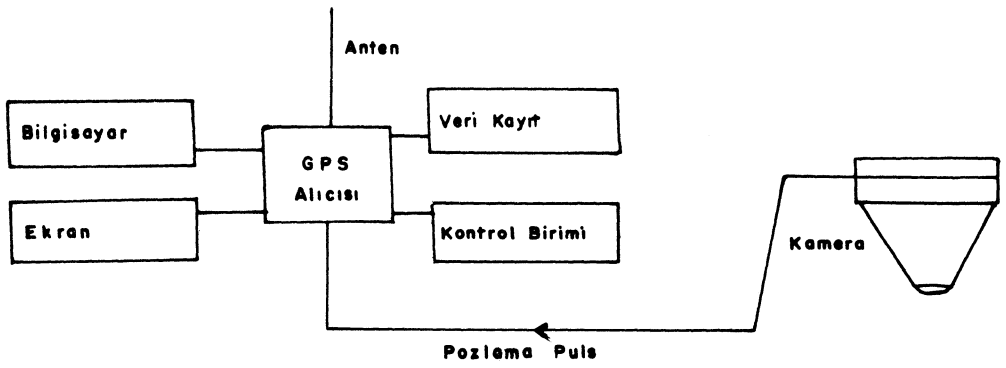 Anten
Bilgisayar
Veri Kayıt
GPS
Alıcısı
Ekran
Kontrol Birimi
Kamera
Pozlama Puls